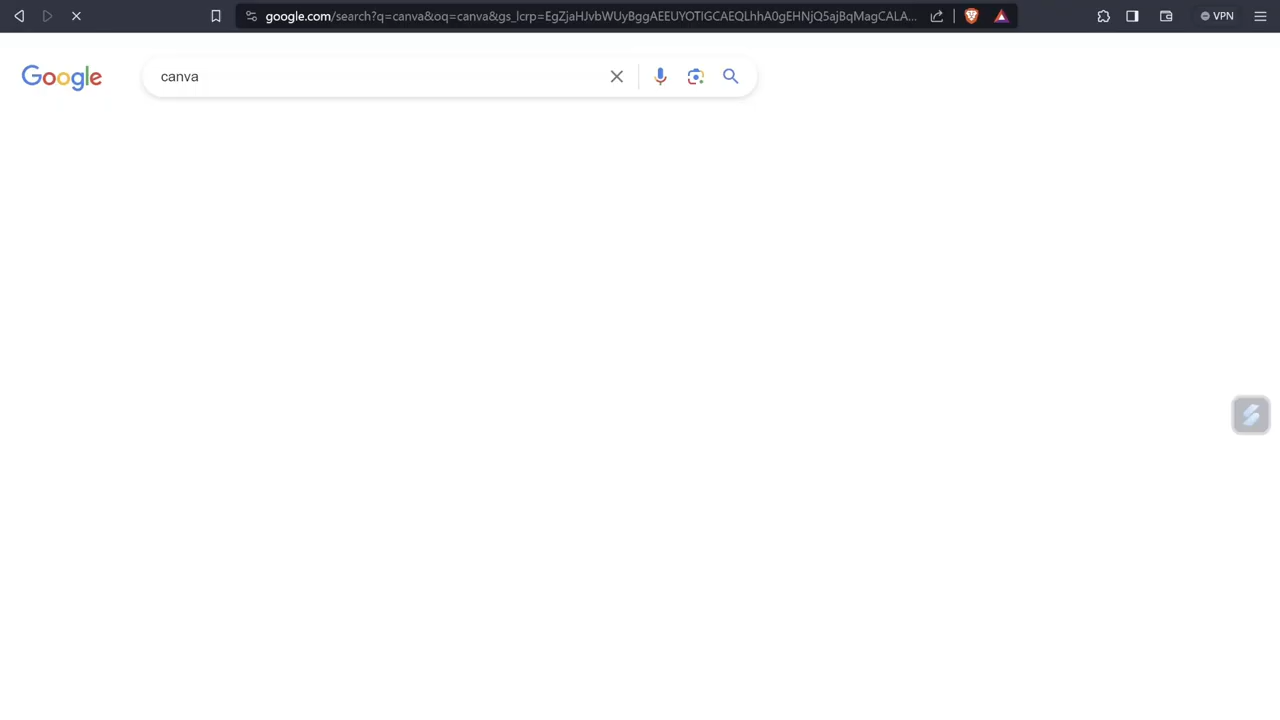 google.com/search?q=canva&oq=canva&gs_lcrp=EgZjaHJvbWUyBggAEEUYOTIGCAEQLhhA0gEHNjQ5ajBqMagCALA...
VPN
Google
canva